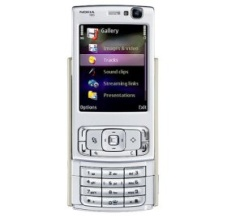 NOKIA
Gallery
Images & video
Tracks
Sound clips
Streaming links
Presentations
Options
Exit